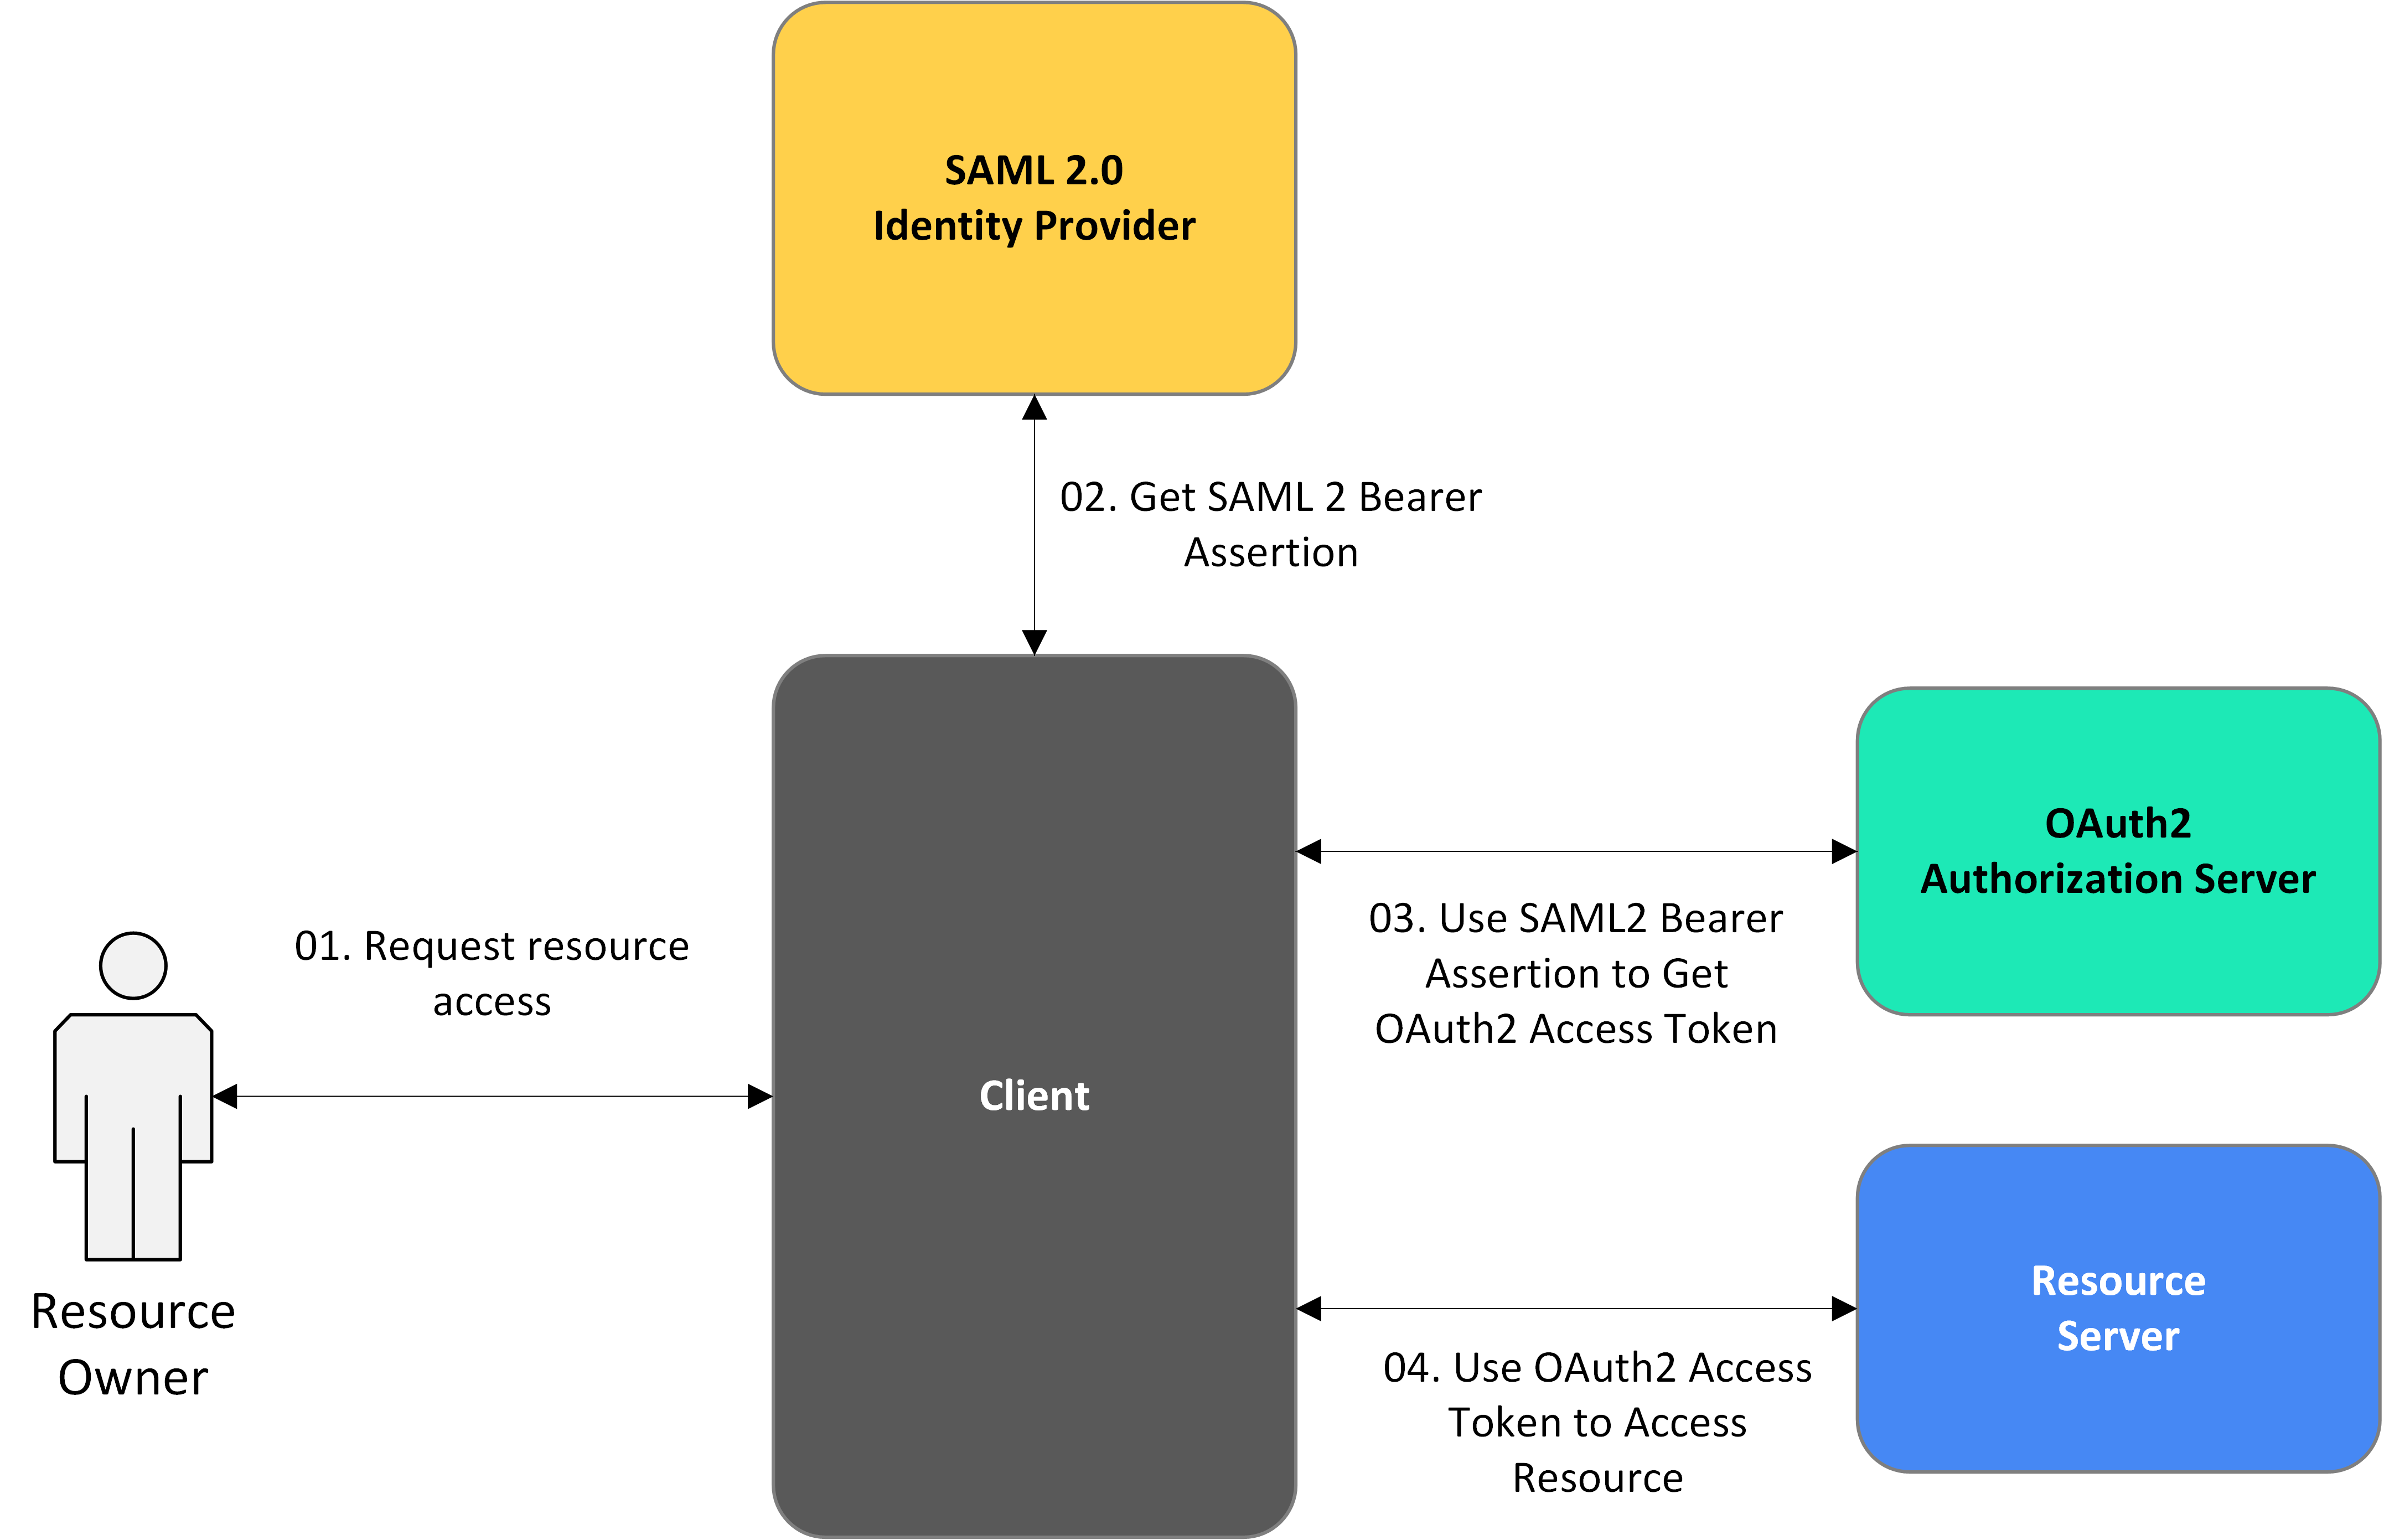 SAML 2.0
Identity Provider
02. Get SAML 2 Bearer
Assertion
OAuth2
Authorization Server
03. Use SAML2 Bearer
Assertion to Get
OAuth2 Access Token
01. Request resource
access
Client
Resource
Owner
Resource
Server
04. Use OAuth2 Access
Token to Access
Resource